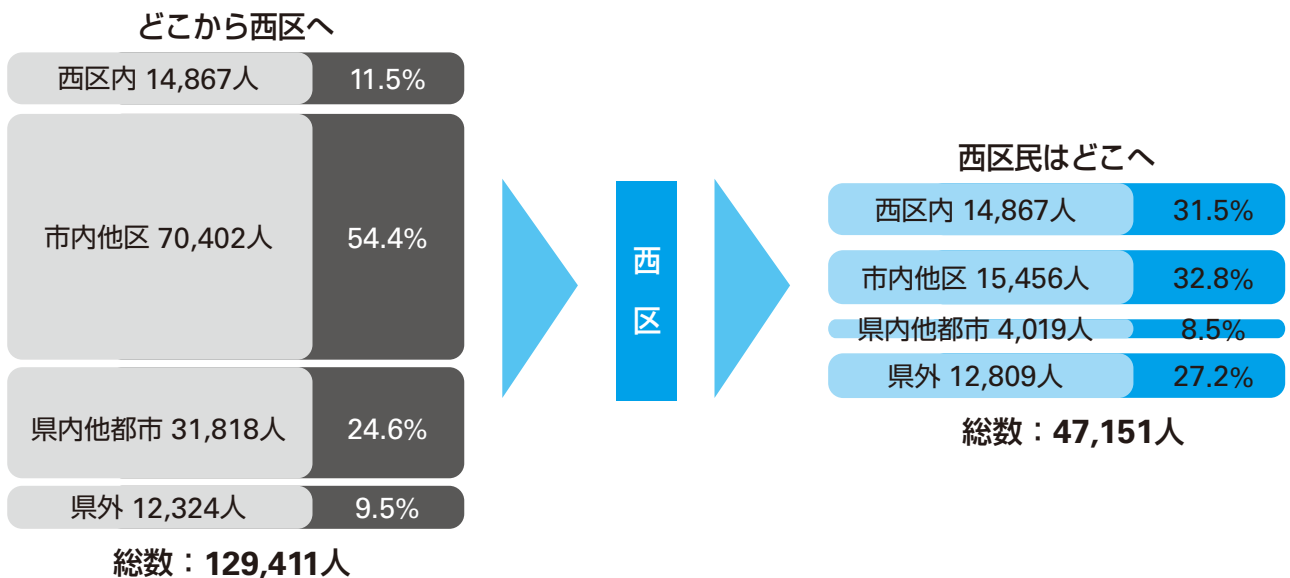 どこから西区へ
西区内 14,867人 11.5%
市内他区 70,402人 54.4%
県内他都市 31,818人 24.6%
県外 12,324人 9.5%
総数：129,411人
西区
西区民はどこへ
西区内 14,867人 31.5%
市内他区 15,456人 32.8%
県内他都市 4,019人 8.5%
県外 12,809人 27.2%
総数：47,151人